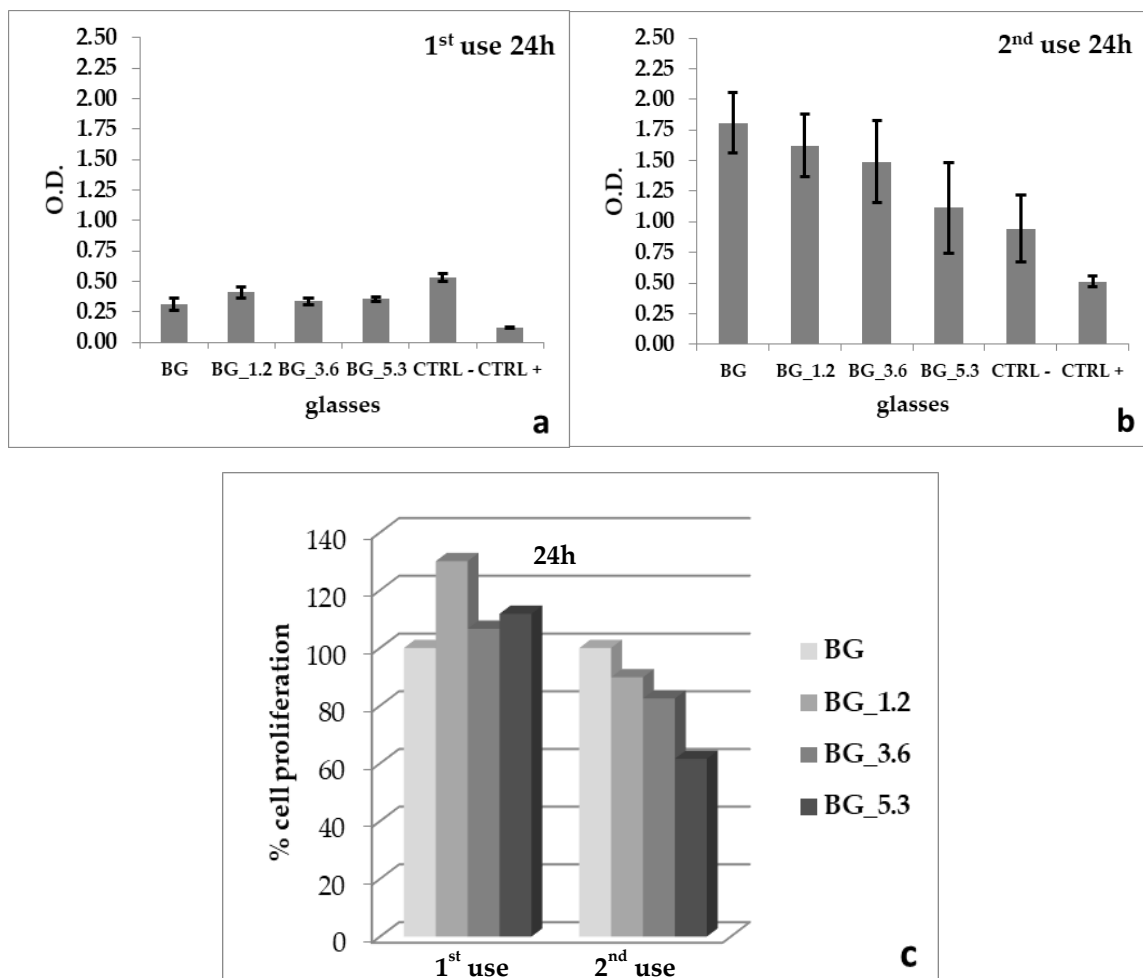 1st use 24h
2.50
2.25
2.00
1.75
1.50
1.25
1.00
0.75
0.50
0.25
0.00
O.D.
BG BG_1.2 BG_3.6 BG_5.3 CTRL - CTRL +
glasses
a
2nd use 24h
2.50
2.25
2.00
1.75
1.50
1.25
1.00
0.75
0.50
0.25
0.00
O.D.
BG BG_1.2 BG_3.6 BG_5.3 CTRL - CTRL +
glasses
b
24h
140
120
100
80
60
40
20
0
% cell proliferation
1st use 2nd use
BG
BG_1.2
BG_3.6
BG_5.3
c